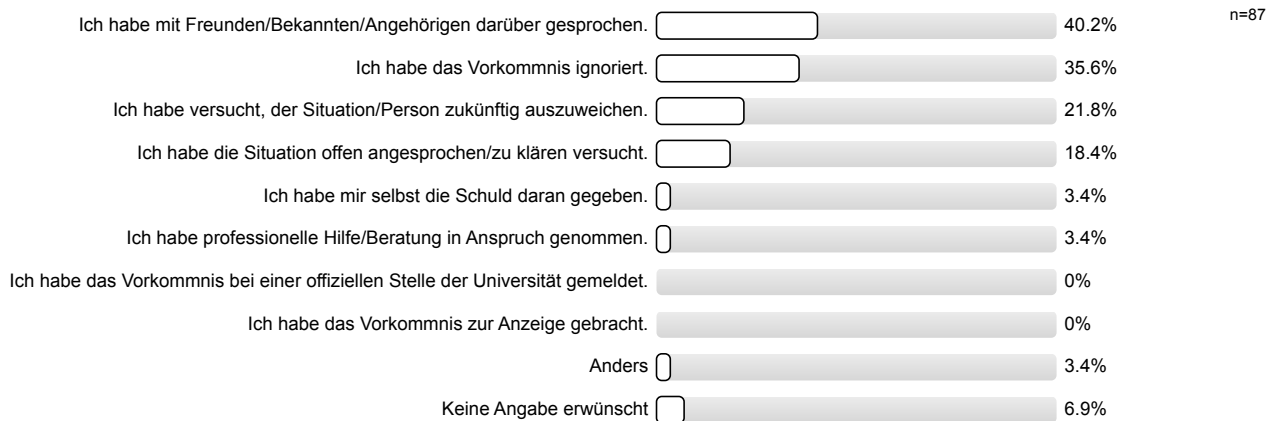 Ich habe mit Freunden/Bekannten/Angehörigen darüber gesprochen. 40.2% n=87
Ich habe das Vorkommnis ignoriert. 35.6%
Ich habe versucht, der Situation/Person zukünftig auszuweichen. 21.8%
Ich habe die Situation offen angesprochen/zu klären versucht. 18.4%
Ich habe mir selbst die Schuld daran gegeben. 3.4%
Ich habe professionelle Hilfe/Beratung in Anspruch genommen. 3.4%
Ich habe das Vorkommnis bei einer offiziellen Stelle der Universität gemeldet. 0%
Ich habe das Vorkommnis zur Anzeige gebracht. 0%
Anders 3.4%
Keine Angabe erwünscht 6.9%